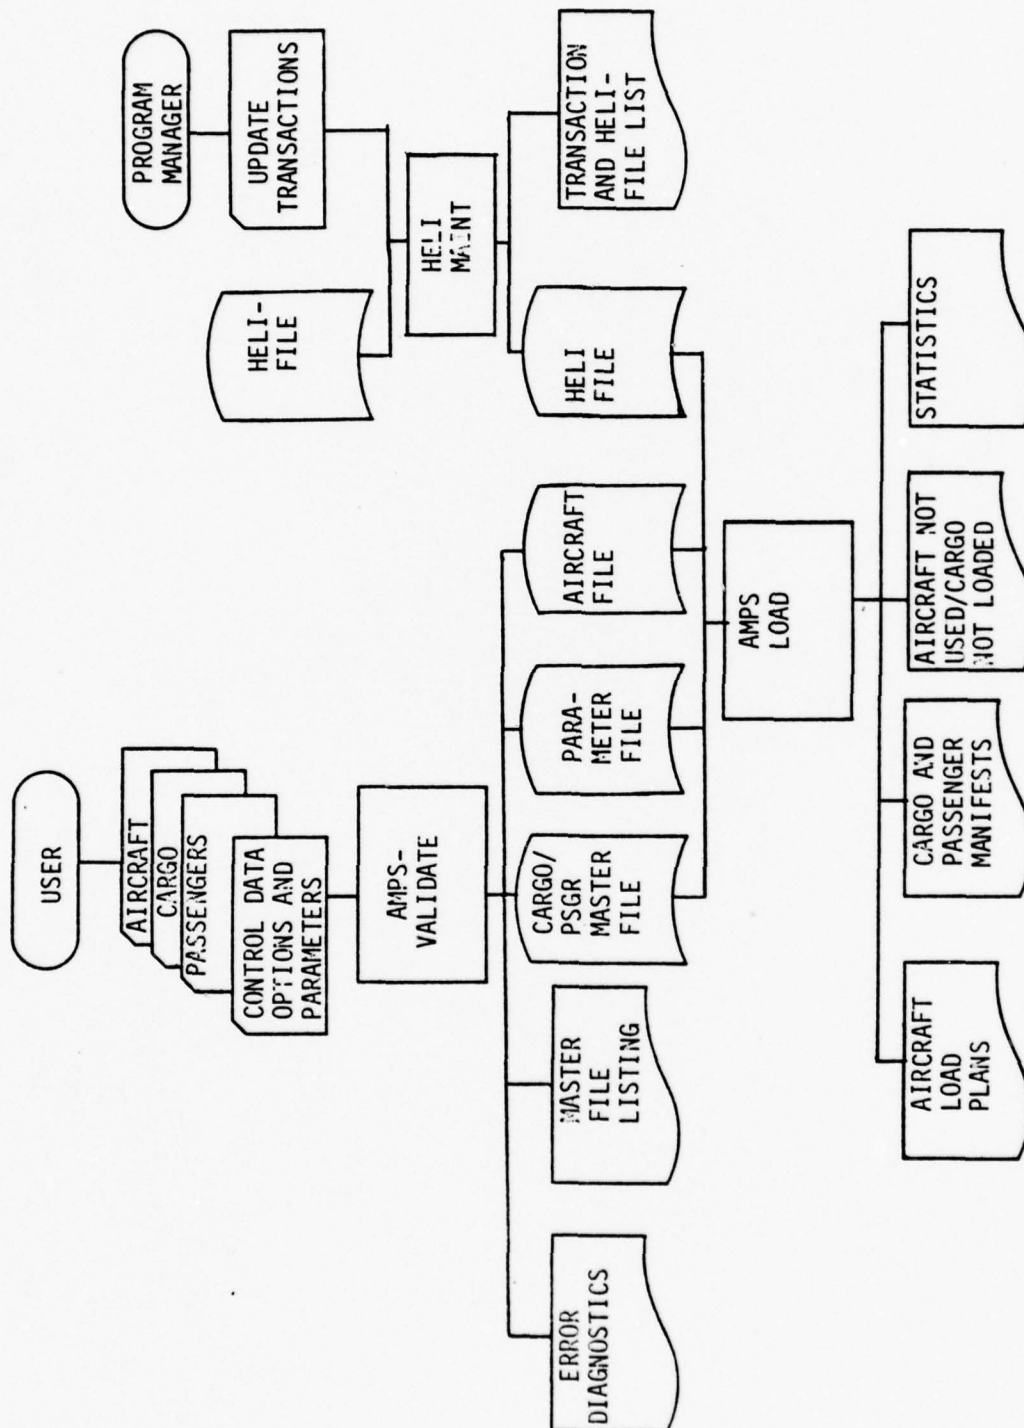 USER
AIRCRAFT
CARGO
PASSENGERS
CONTROL DATA
OPTIONS AND
PARAMETERS
AMPS-
VALIDATE
ERROR
DIAGNOSTICS
MASTER
FILE
LISTING
CARGO/
PSGR
MASTER
FILE
PARA-
METER
FILE
AIRCRAFT
FILE
PROGRAM
MANAGER
UPDATE
TRANSACTIONS
HELI-
FILE
HELI
MAINT
HELI
FILE
TRANSACTION
AND HELI-
FILE LIST
AMPS
LOAD
AIRCRAFT
LOAD
PLANS
CARGO AND
PASSENGER
MANIFESTS
AIRCRAFT NOT
USED/CARGO
NOT LOADED
STATISTICS